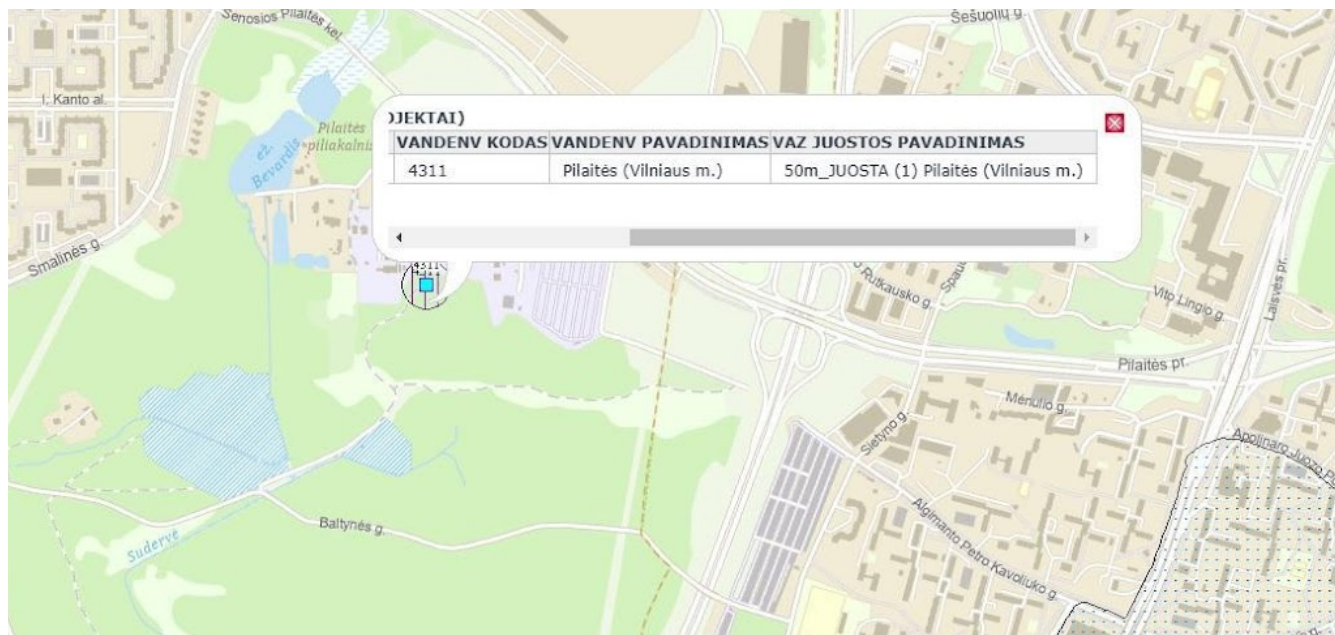 Senosios Pilaitės kel.
Šešuolių g.
I. Kanto al.
OJEKTAI)
VANDENV KODAS VANDENV PAVADINIMAS VAZ JUOSTOS PAVADINIMAS
4311 Pilaitės (Vilniaus m.) 50m_JUOSTA (1) Pilaitės (Vilniaus m.)
Pilaitės
piliakalnis
ež.
Bevardis
Smalinės g.
4311
Rutkausko g.
Vito Lingio g.
Laisvės pr.
Pilaitės pr.
Mėnulio g.
Sietyno g.
Baltynės g.
Suderve
Algimanto Petro Kavoliuko g.
Apolinaro Juozo